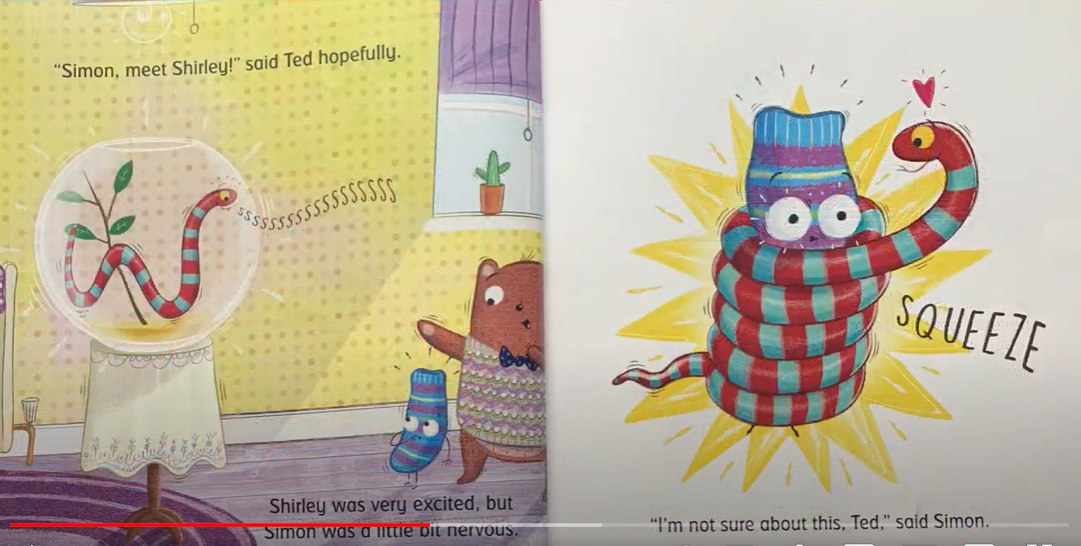 “Simon, meet Shirley!” said Ted hopefully.
ssssssssssssssssss
Shirley was very excited, but
Simon was a little bit nervous.
SQUEEZE
“I’m not sure about this, Ted,” said Simon.